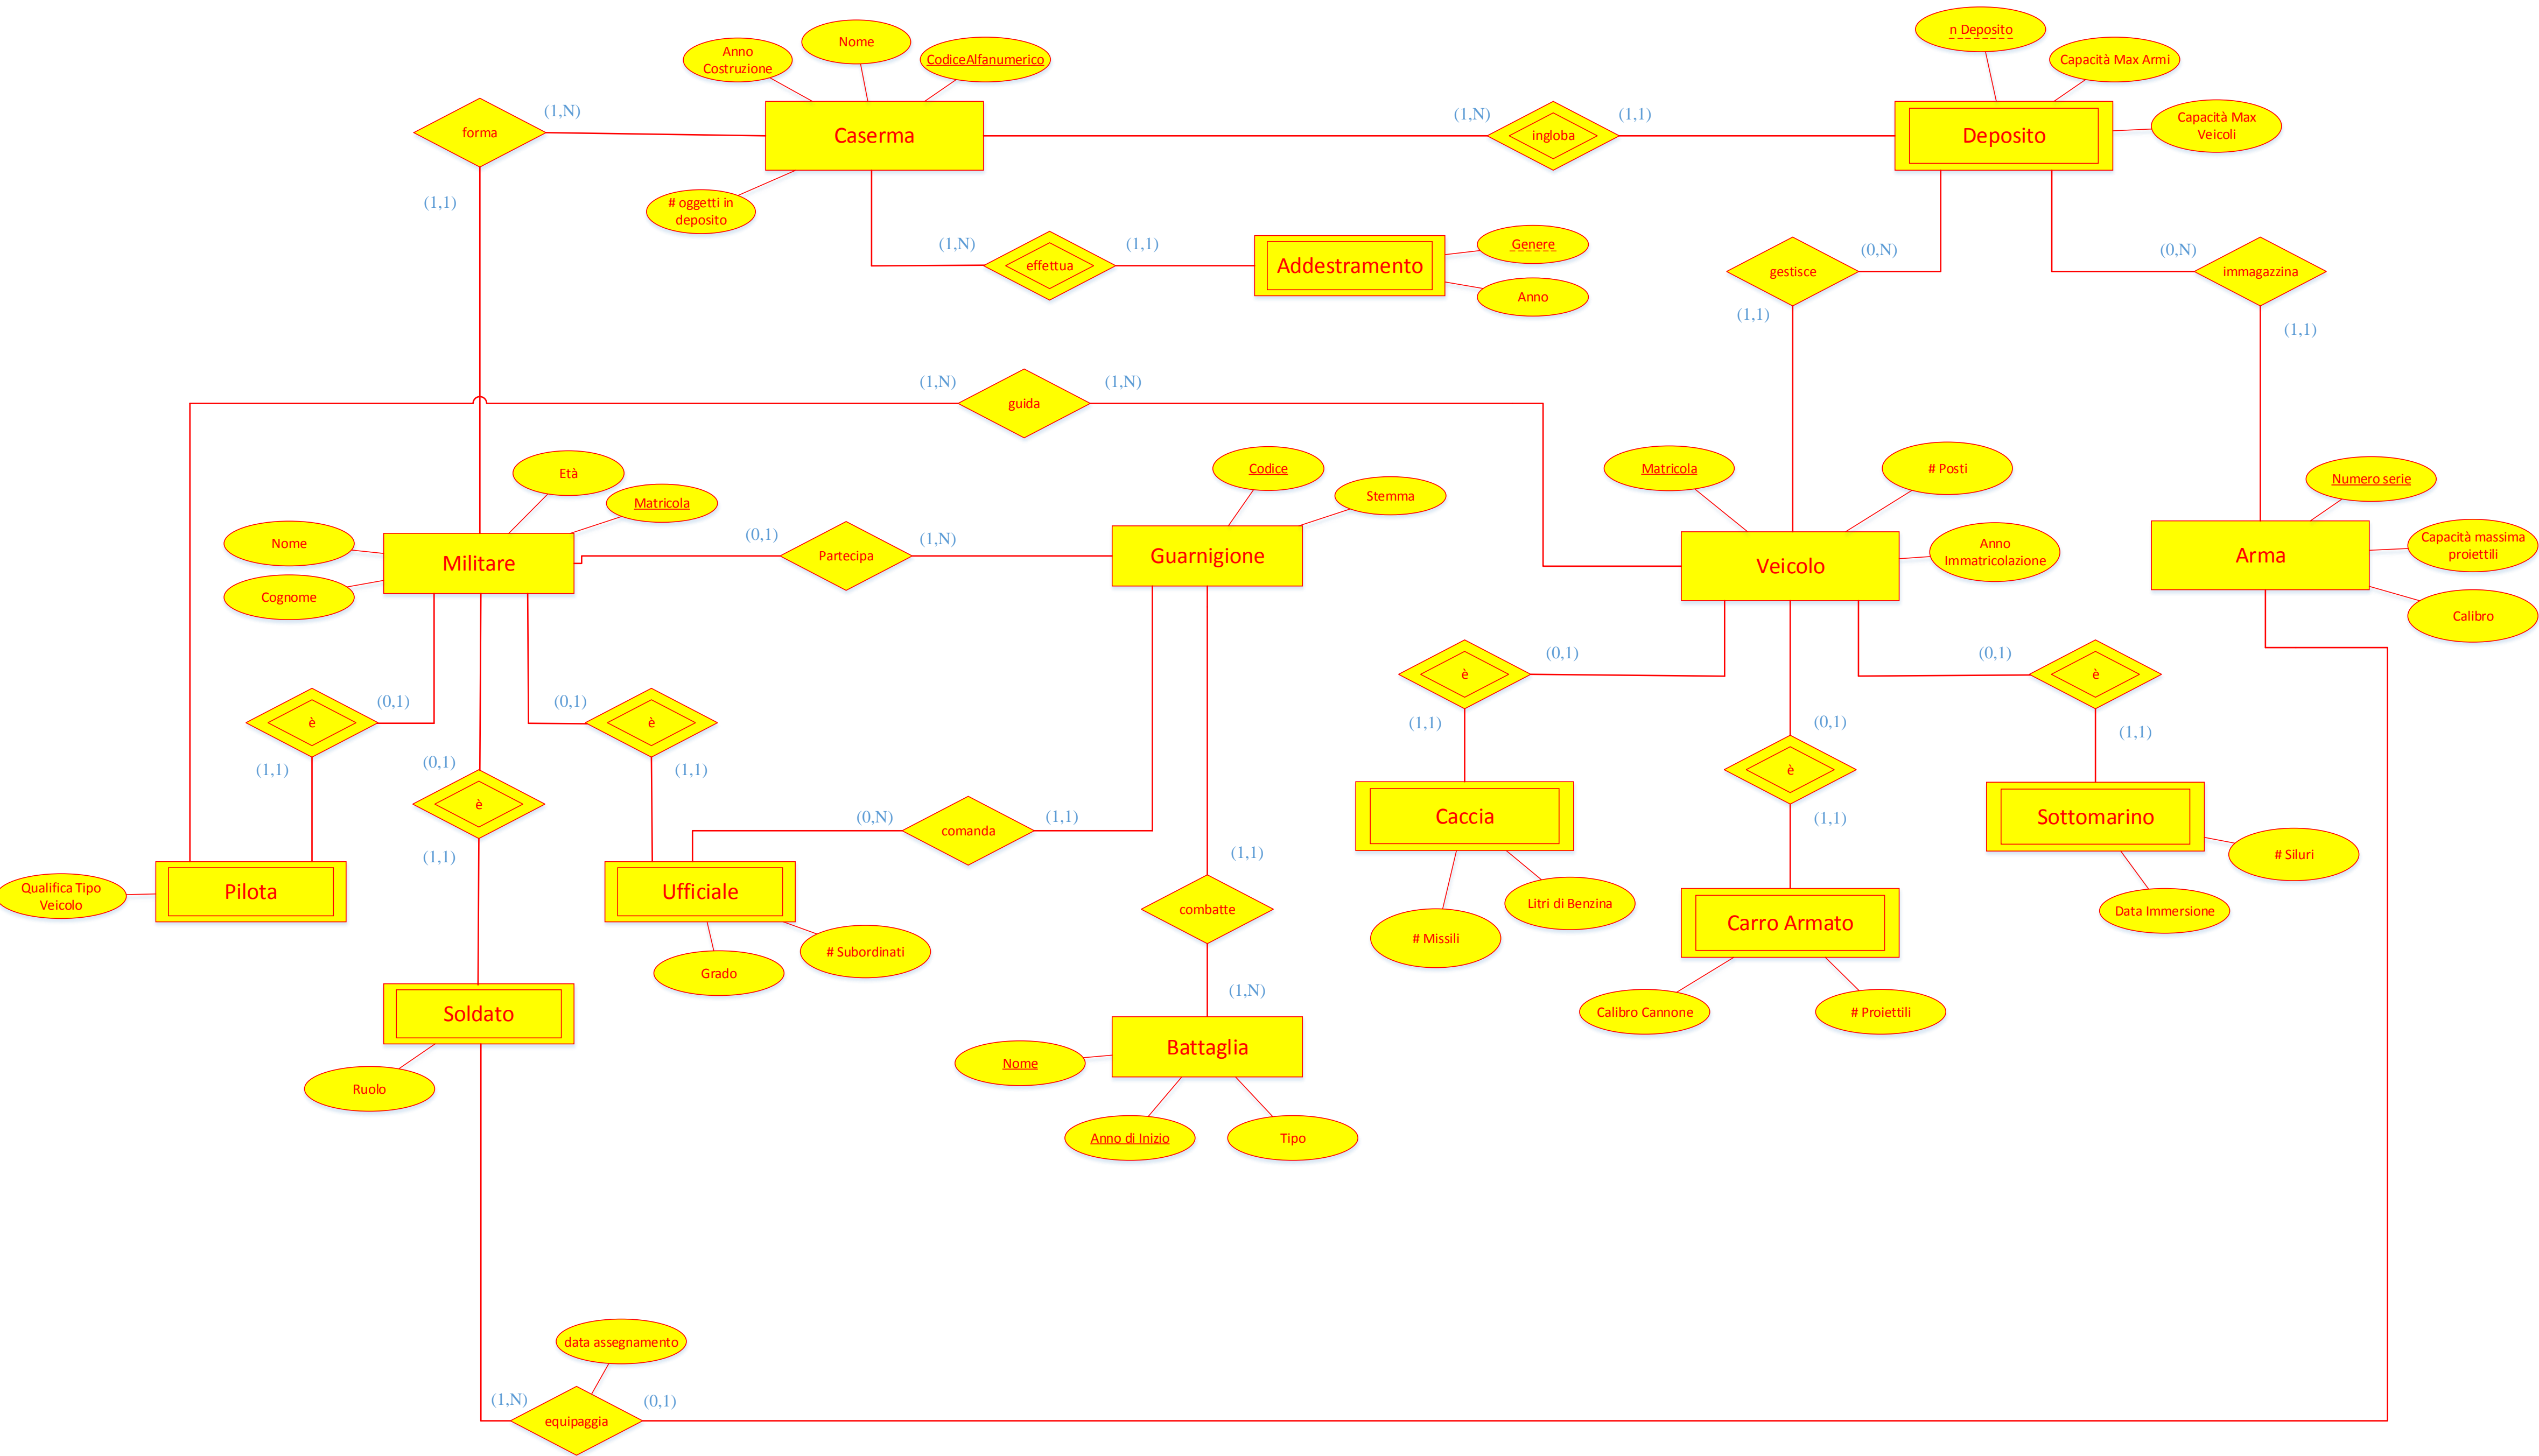 n Deposito
Nome
Anno
Costruzione
CodiceAlfanumerico
Capacità Max Armi
(1,N)
(1,N)
(1,1)
Capacità Max
Veicoli
forma
Caserma
ingloba
Deposito
(1,1)
# oggetti in
deposito
(1,N)
(1,1)
Genere
(0,N)
(0,N)
effettua
Addestramento
gestisce
immagazzina
Anno
(1,1)
(1,1)
(1,N)
(1,N)
guida
Età
Codice
Matricola
# Posti
Numero serie
Matricola
Stemma
Nome
(0,1)
(1,N)
Anno
Immatricolazione
Capacità massima
proiettili
Militare
Partecipa
Guarnigione
Veicolo
Arma
Cognome
Calibro
(0,1)
(0,1)
è
è
(0,1)
(0,1)
(1,1)
(0,1)
(1,1)
è
è
(1,1)
(0,1)
(1,1)
è
è
(1,1)
(0,N)
(1,1)
(1,1)
Caccia
Sottomarino
comanda
(1,1)
(1,1)
# Siluri
Qualifica Tipo
Veicolo
Pilota
Ufficiale
combatte
Litri di Benzina
Data Immersione
Carro Armato
# Missili
# Subordinati
Grado
(1,N)
Soldato
Calibro Cannone
# Proiettili
Battaglia
Nome
Ruolo
Anno di Inizio
Tipo
data assegnamento
(1,N)
(0,1)
equipaggia